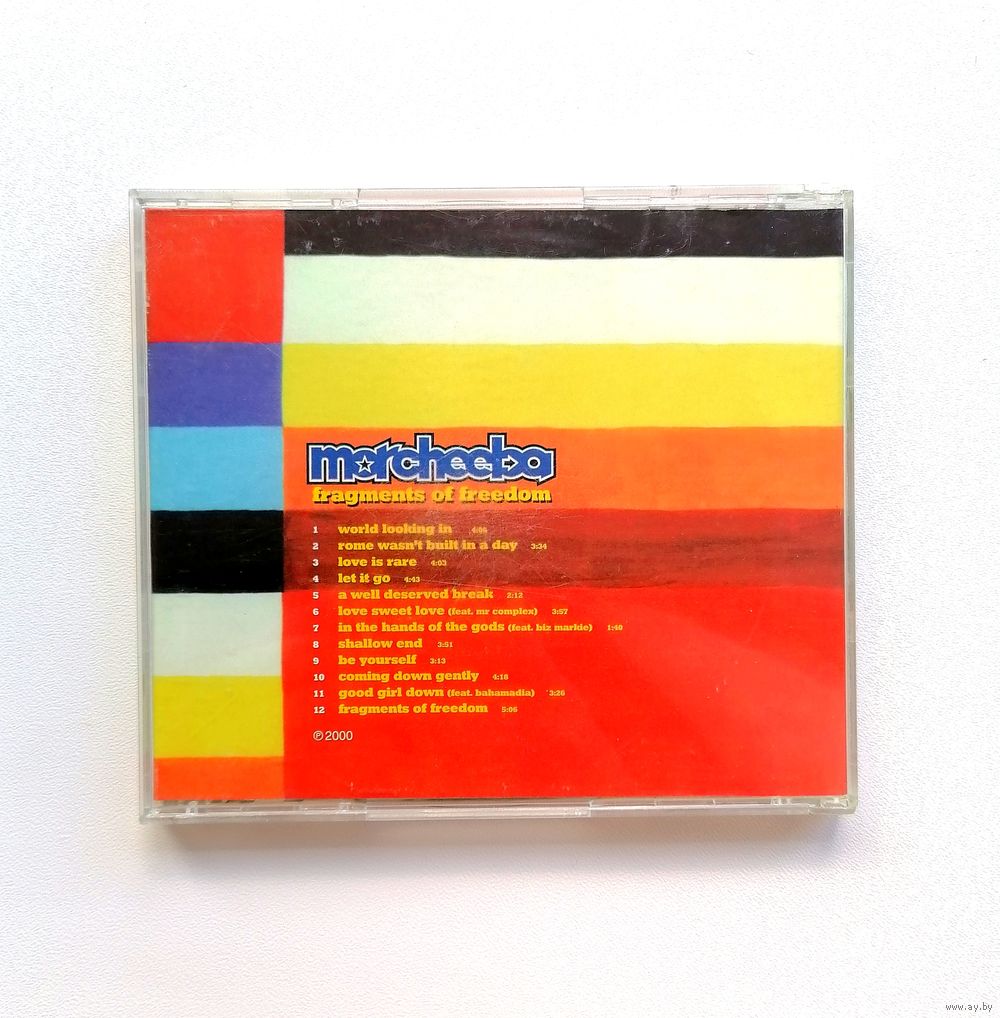 morcheeba
fragments of freedom
1 world looking in
2 rome wasn't built in a day 3:34
3 love is rare 4:03
4 let it go 4:43
5 a well deserved break 2:12
6 love sweet love (feat. mr complex) 3:57
7 in the hands of the gods (feat. biz markie) 1:40
8 shallow end 3:51
9 be yourself 3:13
10 coming down gently 4:18
11 good girl down (feat. bahamadia) 3:26
12 fragments of freedom 5:06
℗ 2000
www.ay.by